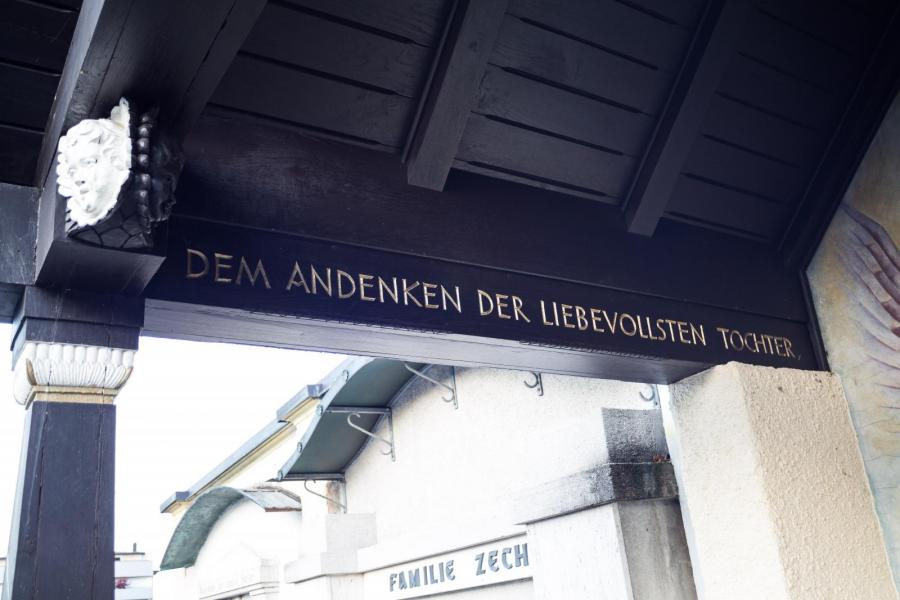 DEM ANDENKEN DER LIEBEVOLLSTEN TOCHTER,
FAMILIE ZECH